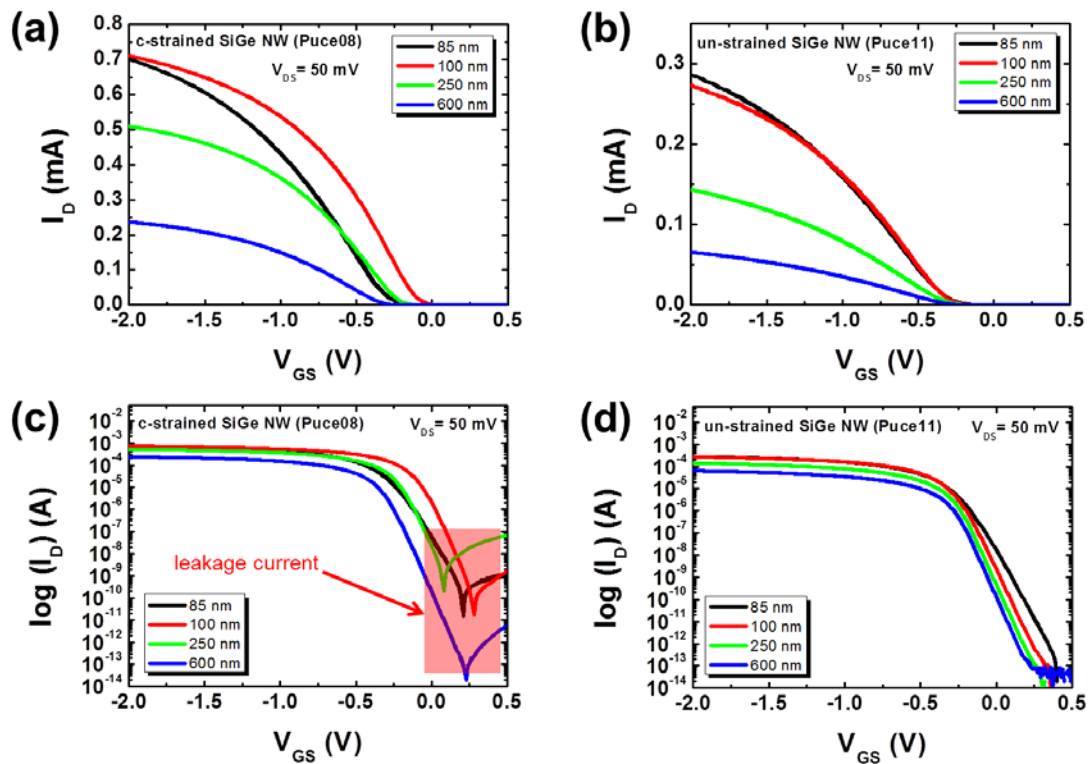 (a)
c-strained SiGe NW (Puce08)
V_DS= 50 mV
85 nm
100 nm
250 nm
600 nm
0.8
0.7
0.6
0.5
0.4
0.3
0.2
0.1
0.0
I_D (mA)
-2.0 -1.5 -1.0 -0.5 0.0 0.5
V_GS (V)
(b)
un-strained SiGe NW (Puce11)
V_DS= 50 mV
85 nm
100 nm
250 nm
600 nm
0.3
0.2
0.1
0.0
I_D (mA)
-2.0 -1.5 -1.0 -0.5 0.0 0.5
V_GS (V)
(c)
c-strained SiGe NW (Puce08) V_DS= 50 mV
10^-2
10^-3
10^-4
10^-5
10^-6
10^-7
10^-8
10^-9
10^-10
10^-11
10^-12
10^-13
10^-14
log (I_D) (A)
leakage current
85 nm
100 nm
250 nm
600 nm
-2.0 -1.5 -1.0 -0.5 0.0 0.5
V_GS (V)
(d)
un-strained SiGe NW (Puce11) V_DS= 50 mV
10^-2
10^-3
10^-4
10^-5
10^-6
10^-7
10^-8
10^-9
10^-10
10^-11
10^-12
10^-13
10^-14
log (I_D) (A)
85 nm
100 nm
250 nm
600 nm
-2.0 -1.5 -1.0 -0.5 0.0 0.5
V_GS (V)